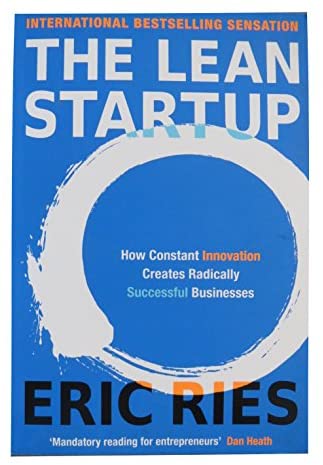 INTERNATIONAL BESTSELLING SENSATION
THE LEAN
STARTUP
How Constant Innovation
Creates Radically
Successful Businesses
ERIC RIES
‘Mandatory reading for entrepreneurs’ Dan Heath